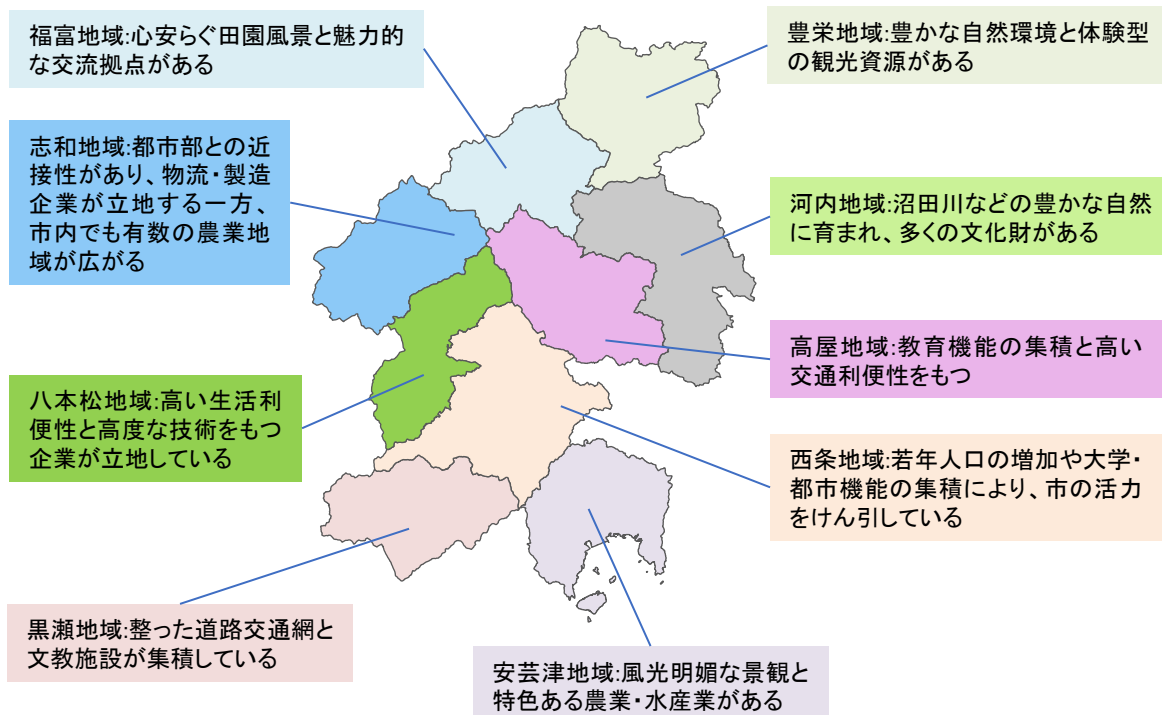 福富地域:心安らぐ田園風景と魅力的
な交流拠点がある
豊栄地域:豊かな自然環境と体験型
の観光資源がある
志和地域:都市部との近
接性があり、物流・製造
企業が立地する一方、
市内でも有数の農業地
域が広がる
河内地域:沼田川などの豊かな自然
に育まれ、多くの文化財がある
高屋地域:教育機能の集積と高い
交通利便性をもつ
八本松地域:高い生活利
便性と高度な技術をもつ
企業が立地している
西条地域:若年人口の増加や大学・
都市機能の集積により、市の活力
をけん引している
黒瀬地域:整った道路交通網と
文教施設が集積している
安芸津地域:風光明媚な景観と
特色ある農業・水産業がある